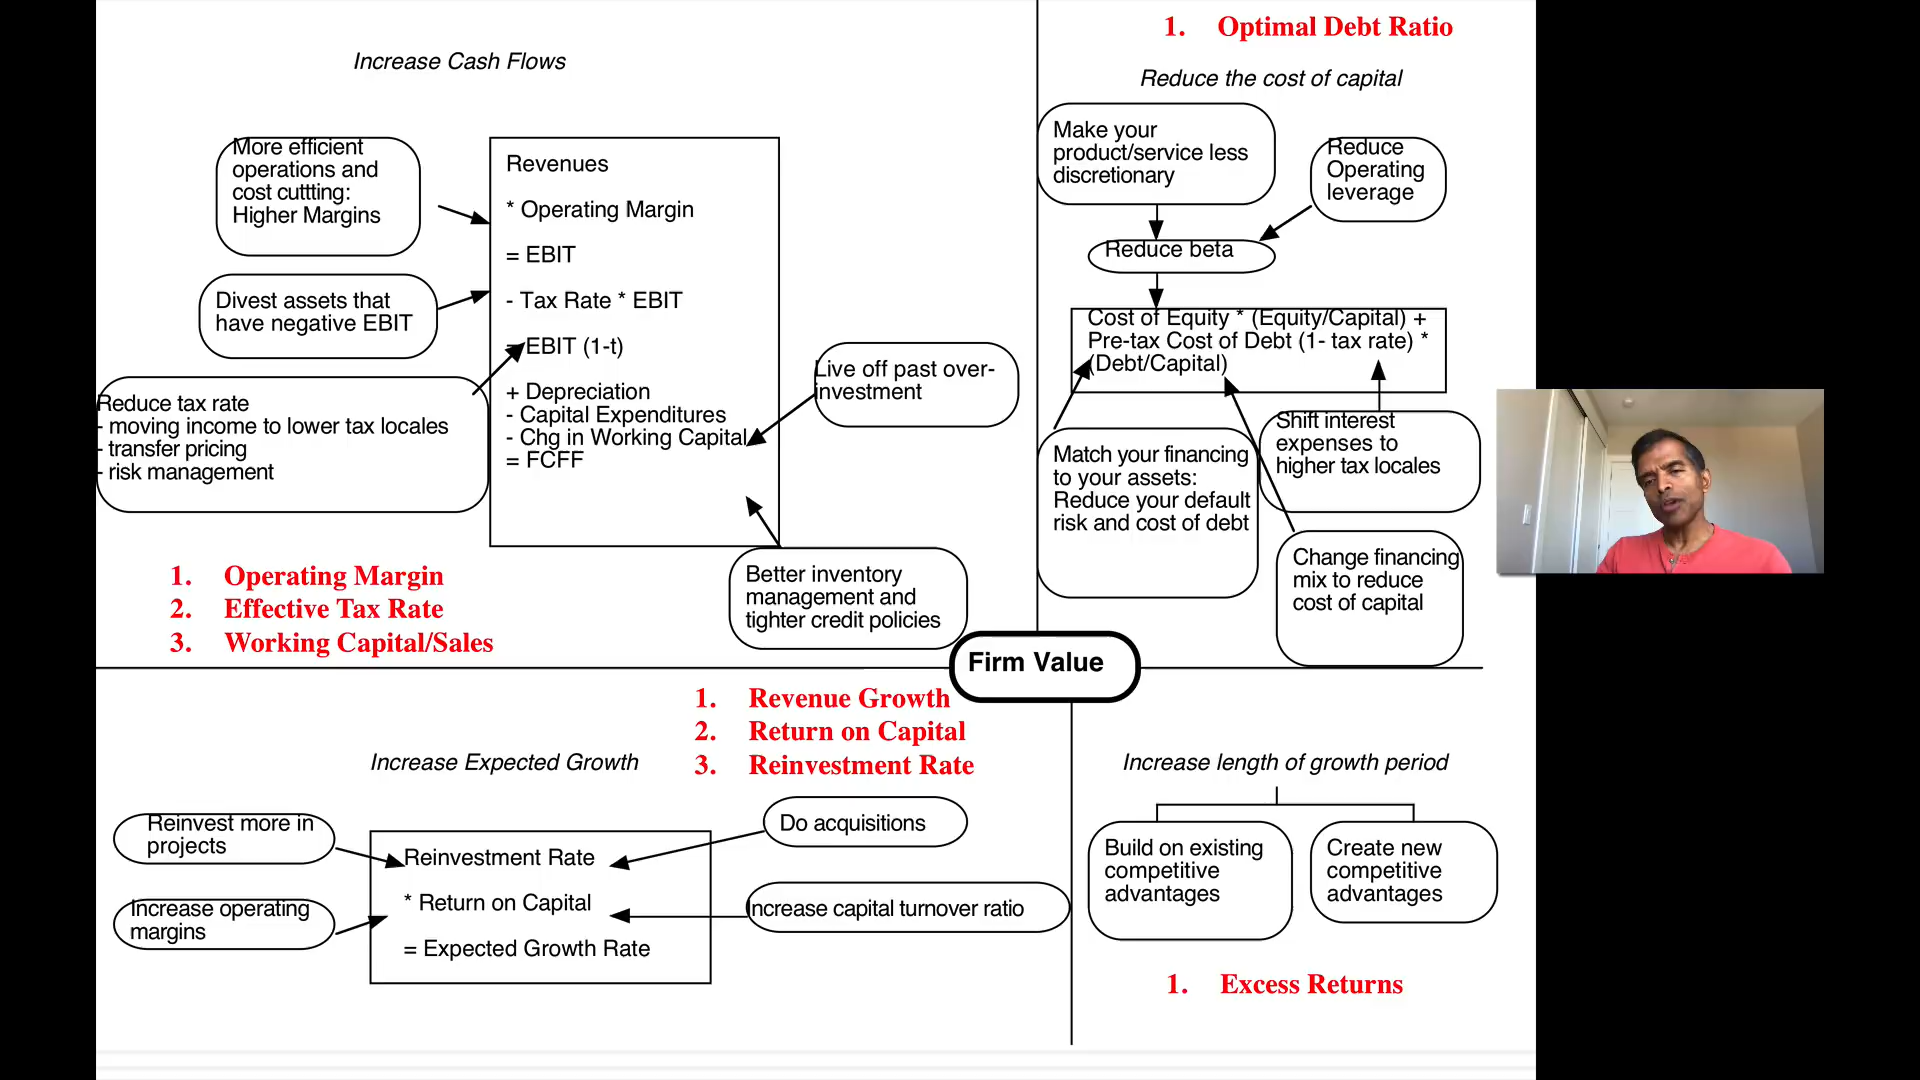 Increase Cash Flows
More efficient
operations and
cost cuttting:
Higher Margins
Divest assets that
have negative EBIT
Reduce tax rate
- moving income to lower tax locales
- transfer pricing
- risk management
Revenues
* Operating Margin
= EBIT
- Tax Rate * EBIT
= EBIT (1-t)
+ Depreciation
- Capital Expenditures
- Chg in Working Capital
= FCFF
Live off past over-
investment
Better inventory
management and
tighter credit policies
1. Operating Margin
2. Effective Tax Rate
3. Working Capital/Sales
1. Optimal Debt Ratio
Reduce the cost of capital
Make your
product/service less
discretionary
Reduce
Operating
leverage
Reduce beta
Cost of Equity * (Equity/Capital) +
Pre-tax Cost of Debt (1- tax rate) *
(Debt/Capital)
Match your financing
to your assets:
Reduce your default
risk and cost of debt
Shift interest
expenses to
higher tax locales
Change financing
mix to reduce
cost of capital
Firm Value
1. Revenue Growth
2. Return on Capital
3. Reinvestment Rate
Increase Expected Growth
Reinvest more in
projects
Increase operating
margins
Reinvestment Rate
* Return on Capital
= Expected Growth Rate
Do acquisitions
Increase capital turnover ratio
Increase length of growth period
Build on existing
competitive
advantages
Create new
competitive
advantages
1. Excess Returns